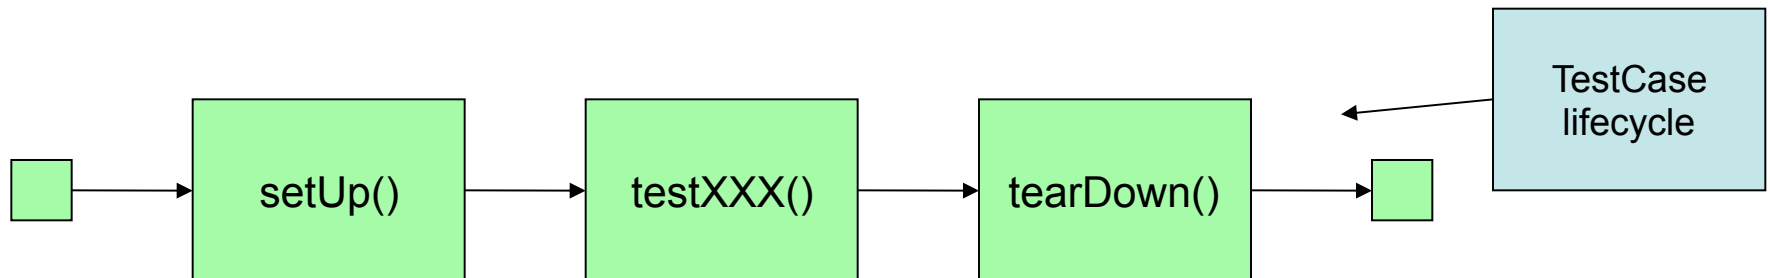 setUp()
testXXX()
tearDown()
TestCase
lifecycle